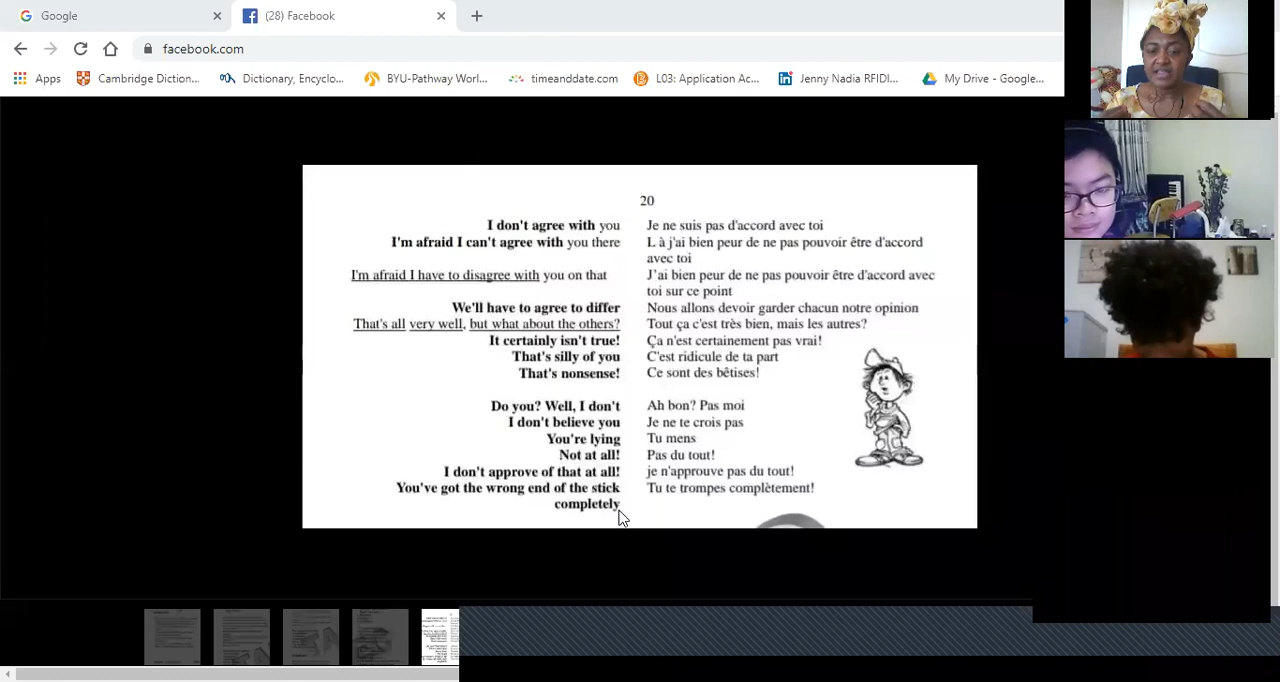 Google
(28) Facebook
facebook.com
Apps
Cambridge Diction...
Dictionary, Encyclo...
BYU-Pathway Worl...
timeanddate.com
L03: Application Ac...
Jenny Nadia RFIDI...
My Drive - Google...
20
I don't agree with you Je ne suis pas d'accord avec toi
I'm afraid I can't agree with you there L à j'ai bien peur de ne pas pouvoir être d'accord
avec toi
I'm afraid I have to disagree with you on that J'ai bien peur de ne pas pouvoir être d'accord avec
toi sur ce point
We'll have to agree to differ Nous allons devoir garder chacun notre opinion
That's all very well, but what about the others? Tout ça c'est très bien, mais les autres?
It certainly isn't true! Ça n'est certainement pas vrai!
That's silly of you C'est ridicule de ta part
That's nonsense! Ce sont des bêtises!
Do you? Well, I don't Ah bon? Pas moi
I don't believe you Je ne te crois pas
You're lying Tu mens
Not at all! Pas du tout!
I don't approve of that at all! je n'approuve pas du tout!
You've got the wrong end of the stick Tu te trompes complètement!
completely